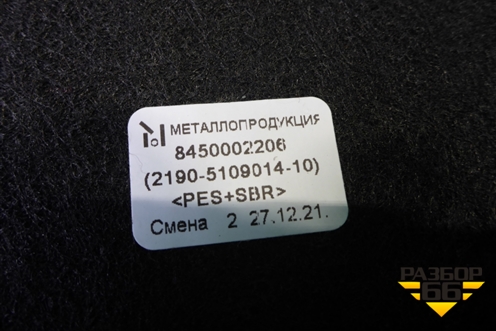 МЕТАЛЛОПРОДУКЦИЯ
8450002206
(2190-5109014-10)
<PES+SBR>
Смена 2 27.12.21.
РАЗБОР
66